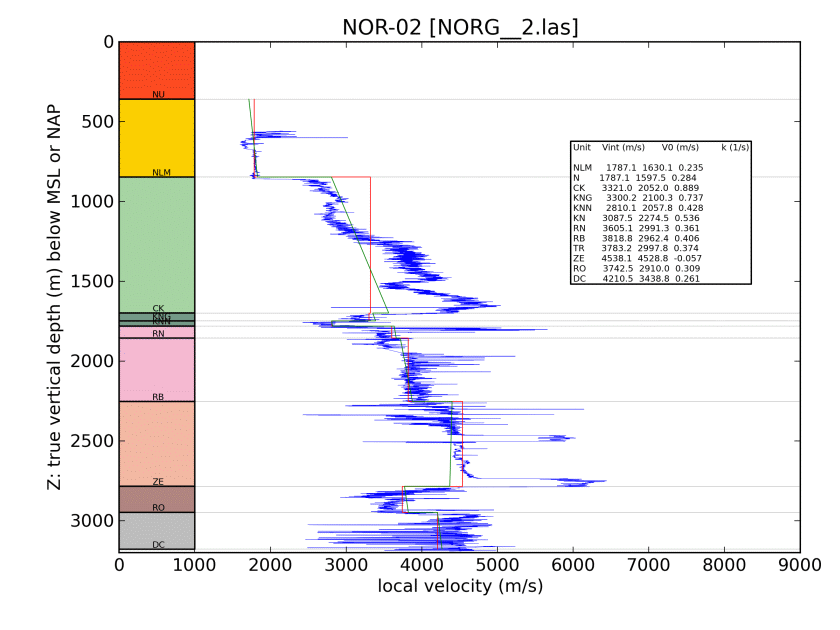 NOR-02 [NORG__2.las]
Z: true vertical depth (m) below MSL or NAP
0
500
1000
1500
2000
2500
3000
NU
NLM
CK
KNG
KNN
RN
RB
ZE
RO
DC
Unit Vint (m/s) V0 (m/s) k (1/s)
NLM 1787.1 1630.1 0.235
N 1787.1 1597.5 0.284
CK 3321.0 2052.0 0.889
KNG 3300.2 2100.3 0.737
KNN 2810.1 2057.8 0.428
KN 3087.5 2274.5 0.536
RN 3605.1 2991.3 0.361
RB 3818.8 2962.4 0.406
TR 3783.2 2997.8 0.374
ZE 4538.1 4528.8 -0.057
RO 3742.5 2910.0 0.309
DC 4210.5 3438.8 0.261
0 1000 2000 3000 4000 5000 6000 7000 8000 9000
local velocity (m/s)